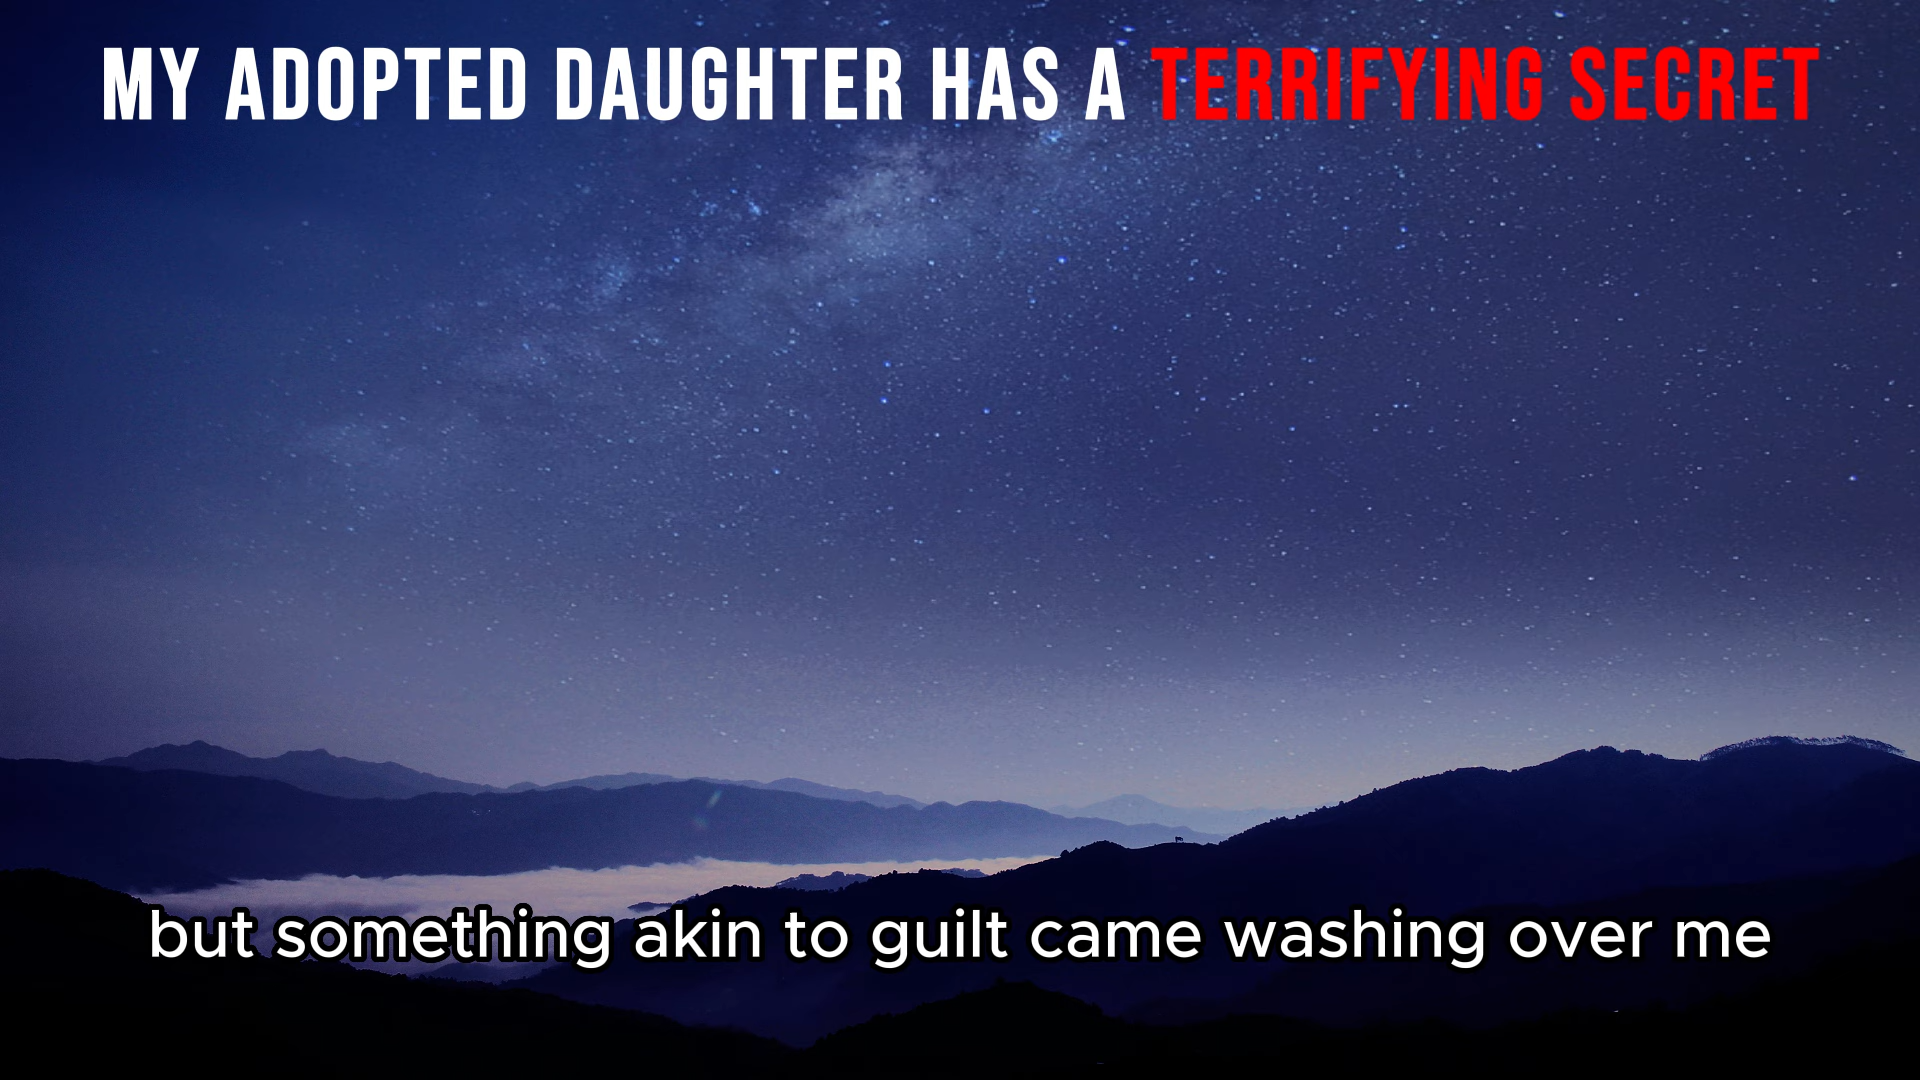 MY ADOPTED DAUGHTER HAS A TERRIFYING SECRET
but something akin to guilt came washing over me